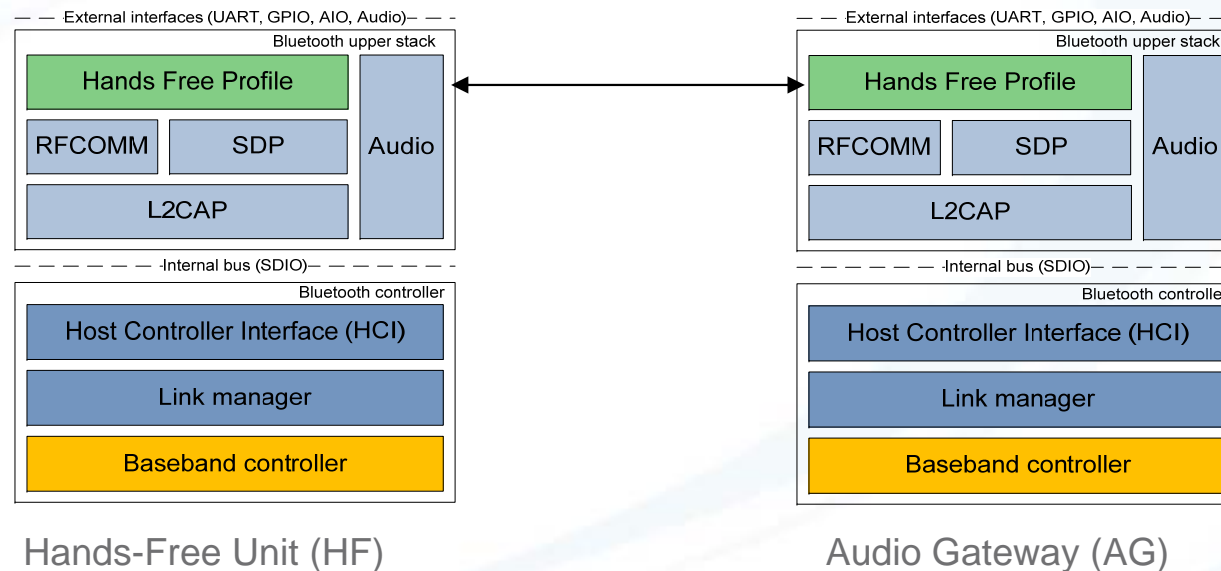 External interfaces (UART, GPIO, AIO, Audio)
Bluetooth upper stack
Hands Free Profile
RFCOMM
SDP
Audio
L2CAP
Internal bus (SDIO)
Bluetooth controller
Host Controller Interface (HCI)
Link manager
Baseband controller
Hands-Free Unit (HF)
External interfaces (UART, GPIO, AIO, Audio)
Bluetooth upper stack
Hands Free Profile
RFCOMM
SDP
Audio
L2CAP
Internal bus (SDIO)
Bluetooth controlle
Host Controller Interface (HCI)
Link manager
Baseband controller
Audio Gateway (AG)